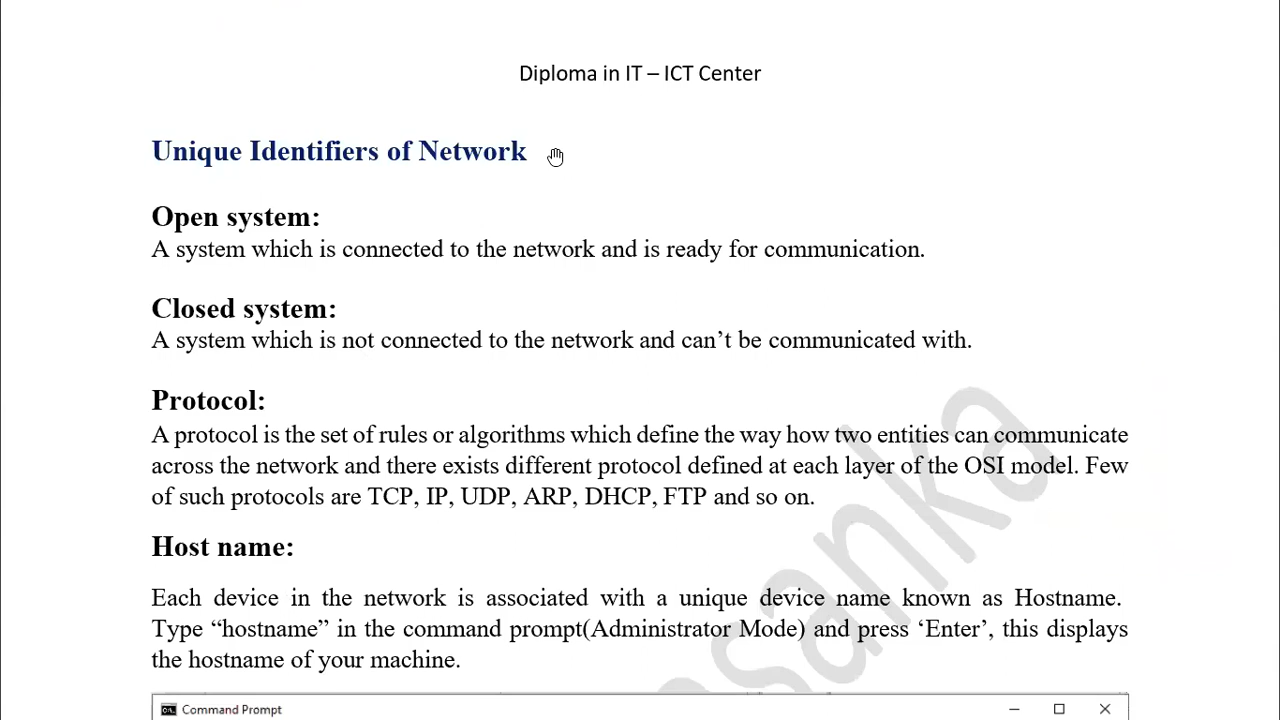 Diploma in IT – ICT Center
Unique Identifiers of Network
Open system:
A system which is connected to the network and is ready for communication.
Closed system:
A system which is not connected to the network and can’t be communicated with.
Protocol:
A protocol is the set of rules or algorithms which define the way how two entities can communicate
across the network and there exists different protocol defined at each layer of the OSI model. Few
of such protocols are TCP, IP, UDP, ARP, DHCP, FTP and so on.
Host name:
Each device in the network is associated with a unique device name known as Hostname.
Type “hostname” in the command prompt(Administrator Mode) and press ‘Enter’, this displays
the hostname of your machine.
Command Prompt